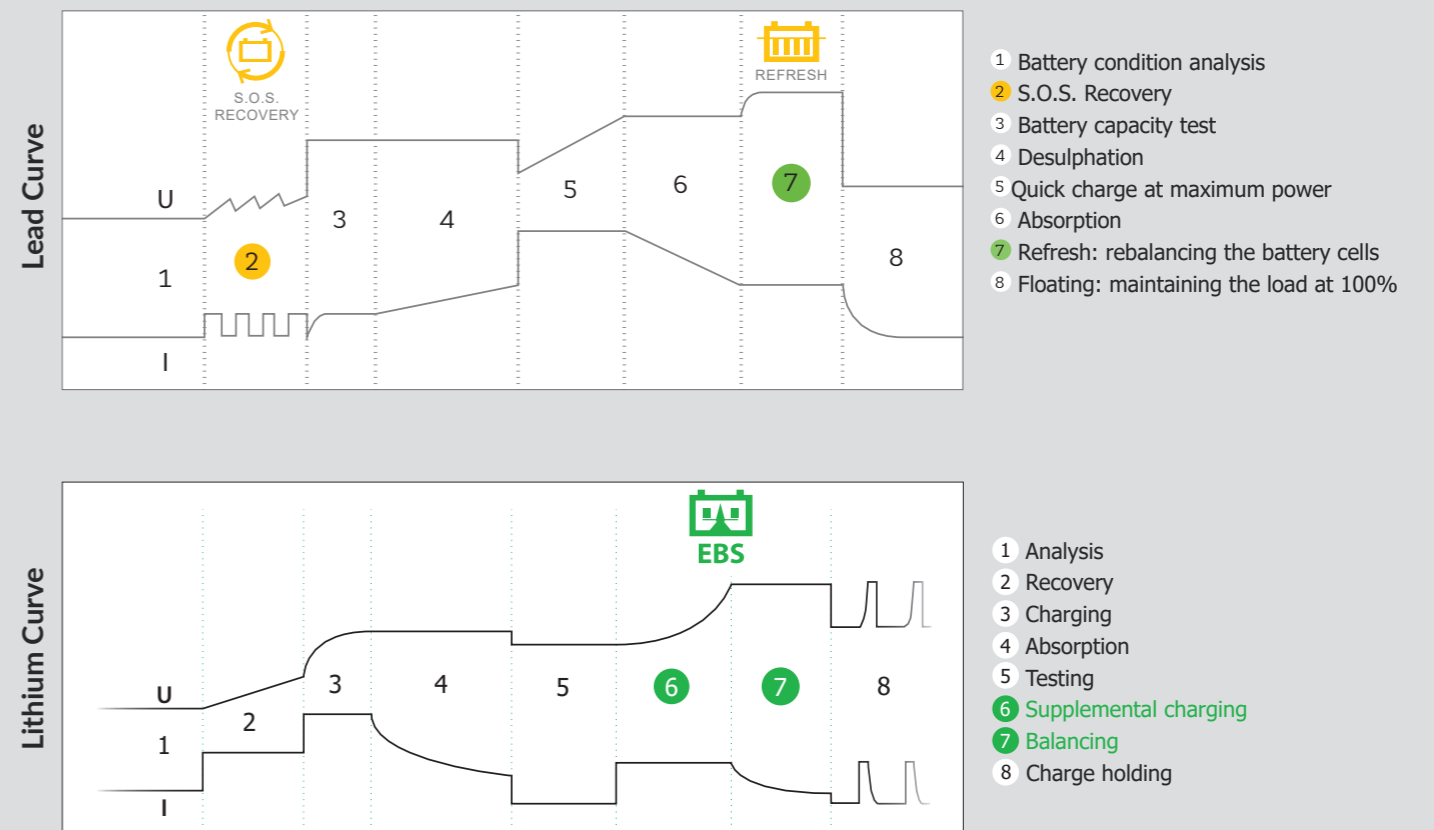 Lead Curve
S.O.S.
RECOVERY
REFRESH
U
I
1
2
3
4
5
6
7
8
1 Battery condition analysis
2 S.O.S. Recovery
3 Battery capacity test
4 Desulphation
5 Quick charge at maximum power
6 Absorption
7 Refresh: rebalancing the battery cells
8 Floating: maintaining the load at 100%
Lithium Curve
EBS
U
I
1
2
3
4
5
6
7
8
1 Analysis
2 Recovery
3 Charging
4 Absorption
5 Testing
6 Supplemental charging
7 Balancing
8 Charge holding